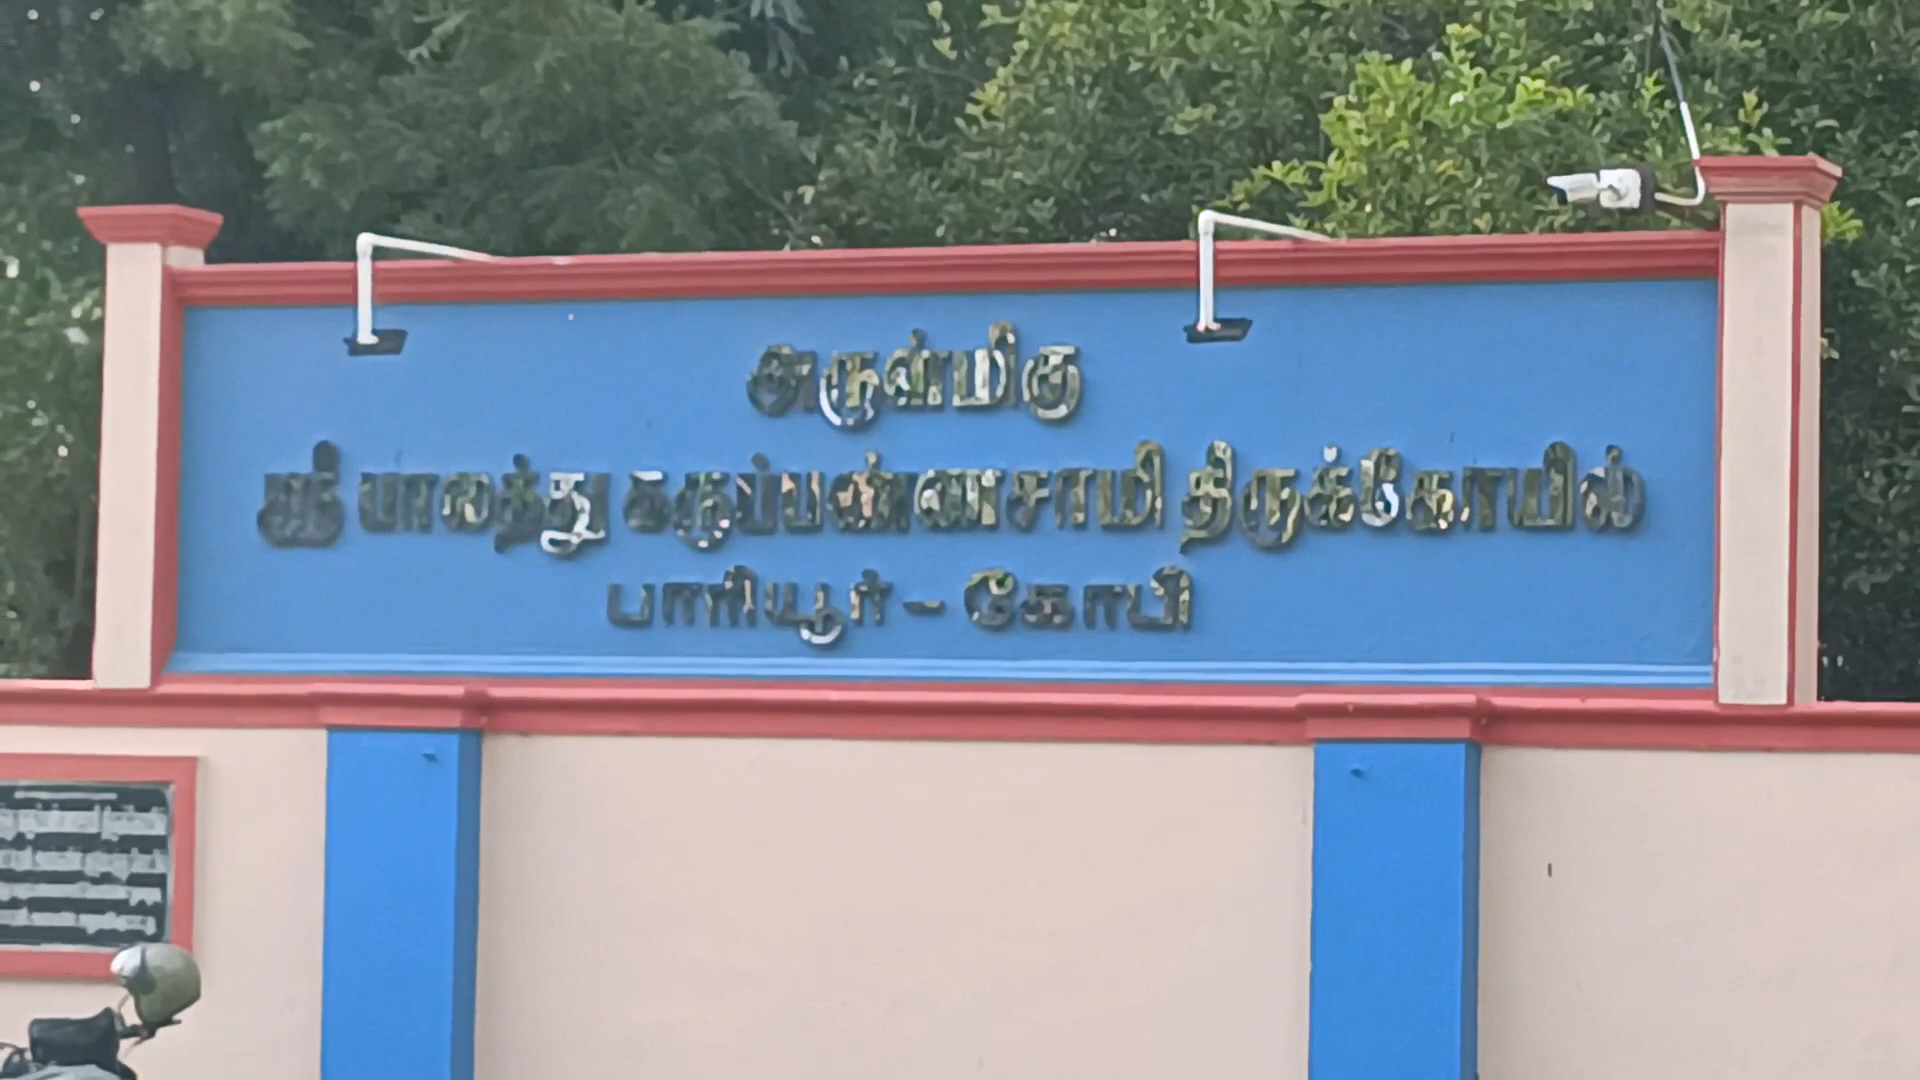 அருள்மிகு
ஸ்ரீ பாலத்து கருப்பண்ணசாமி திருக்கோயில்
பாரியூர் - கோபி